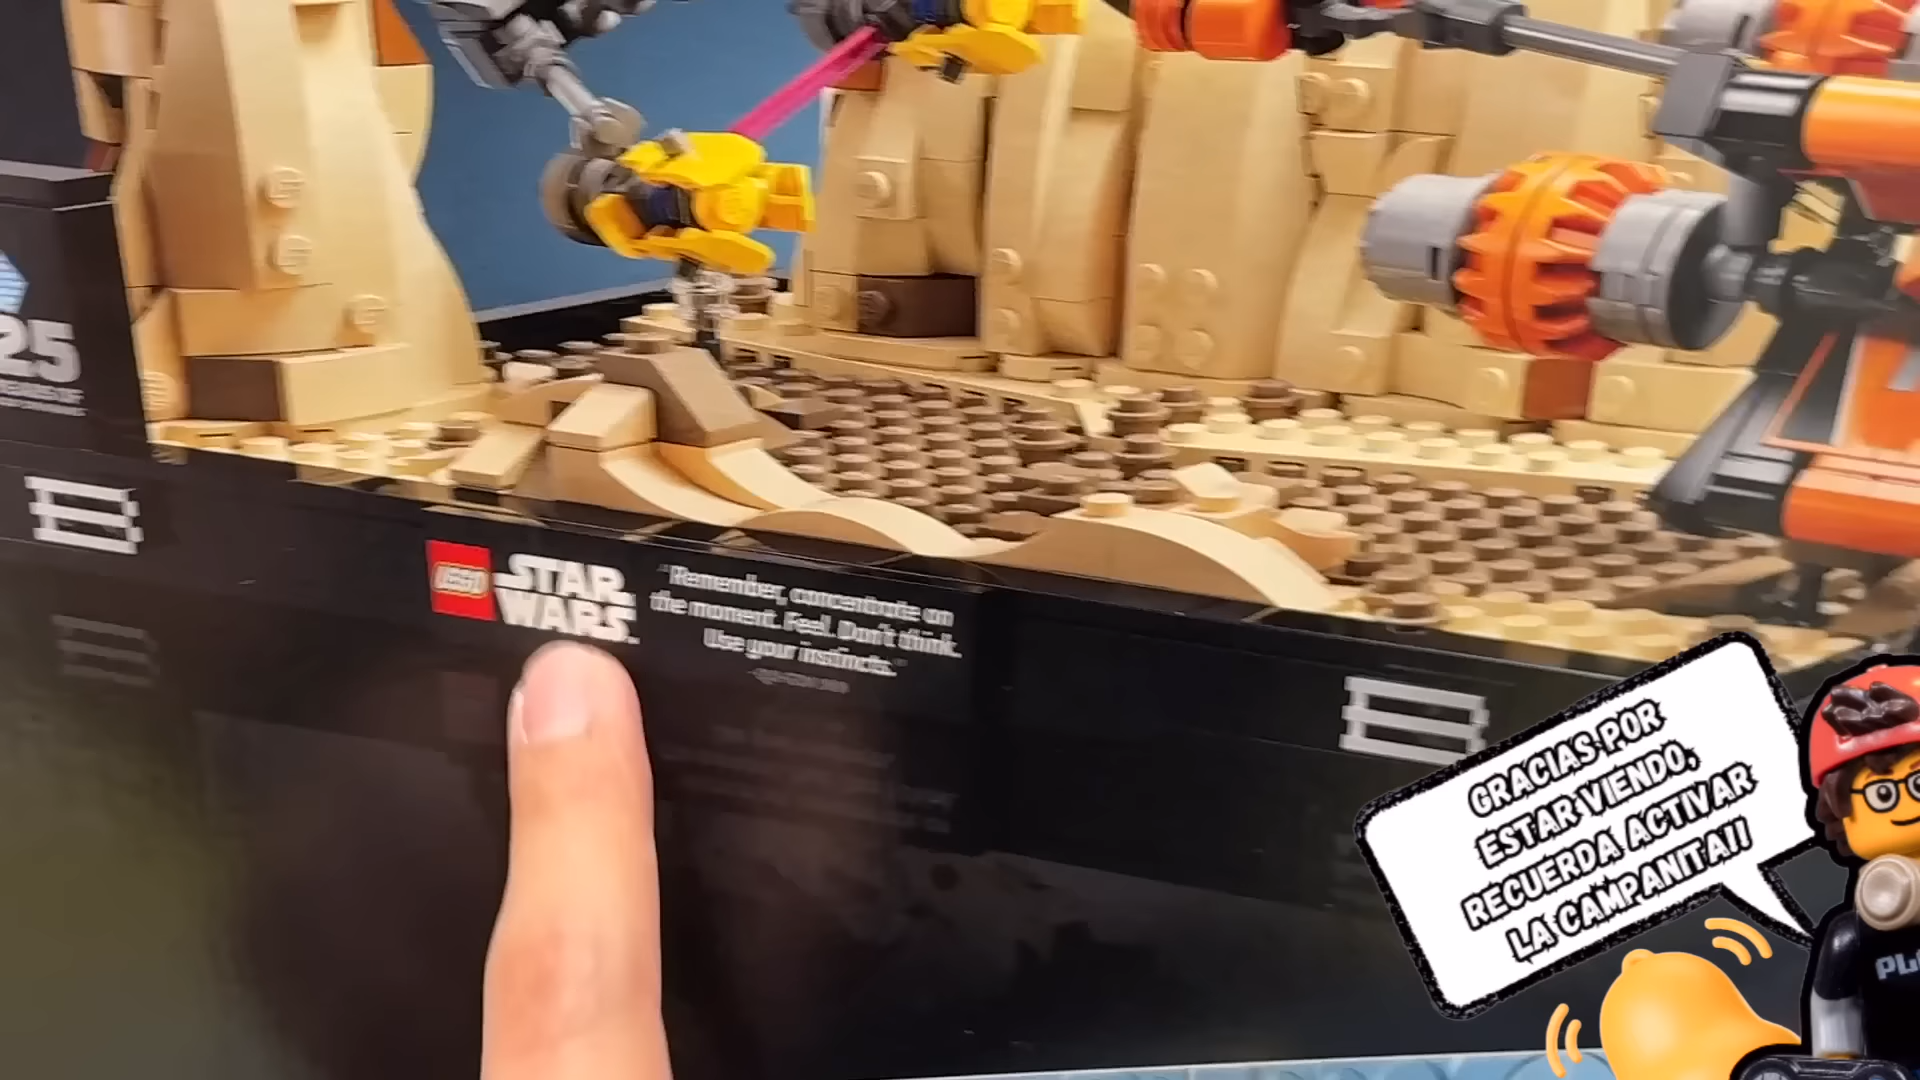 25
LEGO
STAR
WARS
"Remember, concentrate on
the moment. Feel. Don't think.
Use your instincts."
GRACIAS POR
ESTAR VIENDO,
RECUERDA ACTIVAR
LA CAMPANITA!!